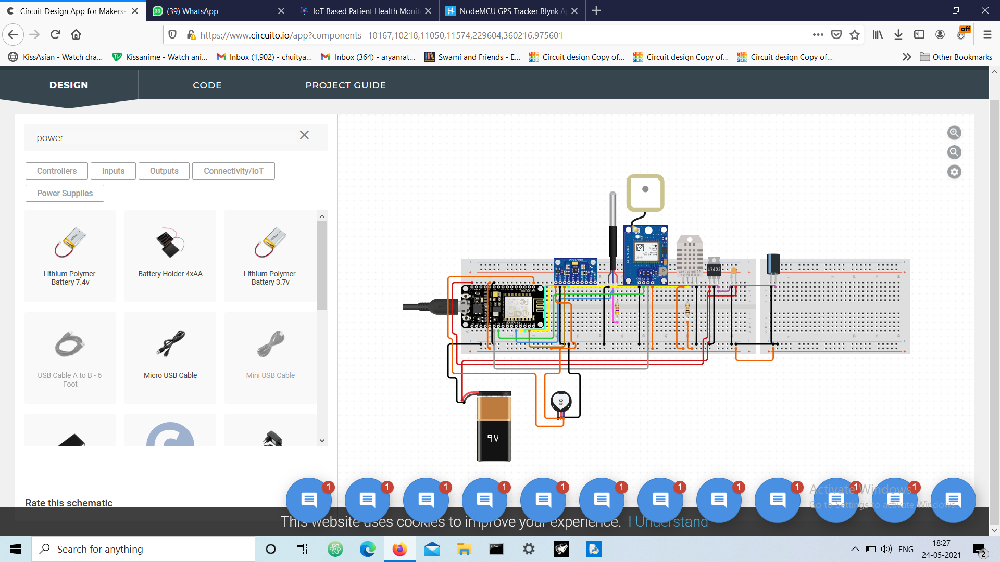 Circuit Design App for Makers-
(39) WhatsApp
IoT Based Patient Health Monit
NodeMCU GPS Tracker Blynk A
https://www.circuito.io/app?components=10167,10218,11050,11574,229604,360216,975601
off
KissAsian - Watch dra...
Kissanime - Watch ani...
Inbox (1,902) - chuitya...
Inbox (364) - aryanrat...
Swami and Friends - E...
Circuit design Copy of...
Circuit design Copy of...
Circuit design Copy of...
Other Bookmarks
DESIGN
CODE
PROJECT GUIDE
power
Controllers
Inputs
Outputs
Connectivity/IoT
Power Supplies
Lithium Polymer
Battery 7.4v
Battery Holder 4xAA
Lithium Polymer
Battery 3.7v
USB Cable A to B - 6
Foot
Micro USB Cable
Mini USB Cable
L7805
9V
1
1
1
1
1
1
1
1
1
1
1
Activate Windows
Go to Settings to activate Windows.
Rate this schematic
This website uses cookies to improve your experience. I Understand
Search for anything
ENG
18:27
24-05-2021
2